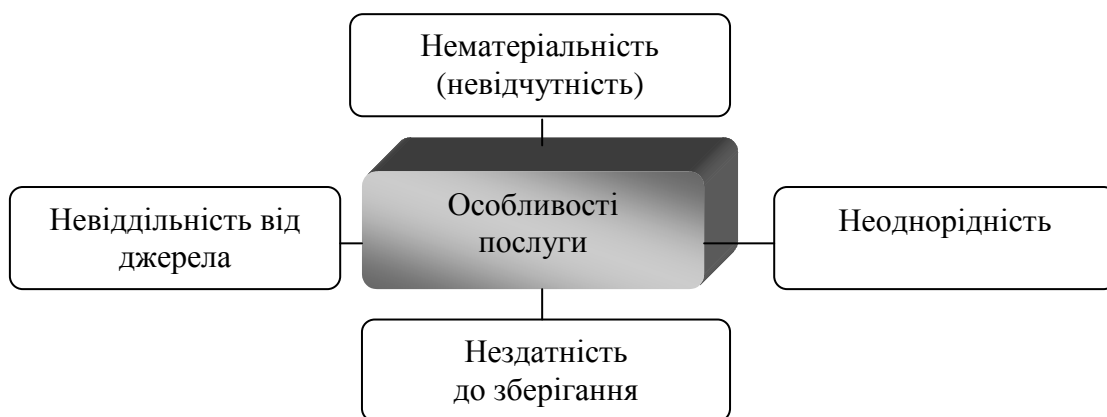 Нематеріальність
(невідчутність)
Невіддільність від
джерела
Особливості
послуги
Неоднорідність
Нездатність
до зберігання